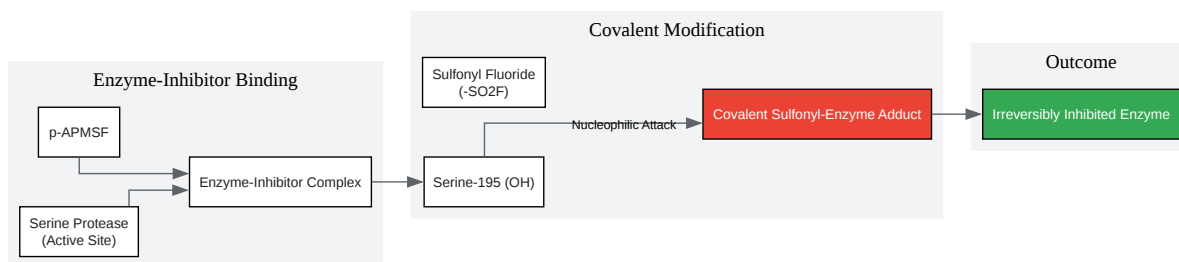 Enzyme-Inhibitor Binding
p-APMSF
Serine Protease
(Active Site)
Enzyme-Inhibitor Complex
Covalent Modification
Sulfonyl Fluoride
(-SO2F)
Serine-195 (OH)
Nucleophilic Attack
Covalent Sulfonyl-Enzyme Adduct
Outcome
Irreversibly Inhibited Enzyme